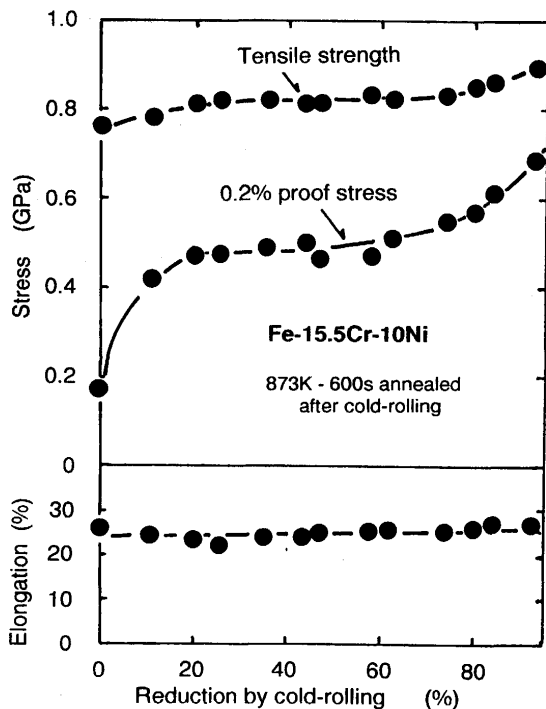 1.0
Tensile strength
0.8
0.2% proof stress
0.6
Stress (GPa)
0.4
Fe-15.5Cr-10Ni
0.2
873K - 600s annealed
after cold-rolling
0
30
20
Elongation (%)
10
0
0 20 40 60 80
Reduction by cold-rolling (%)